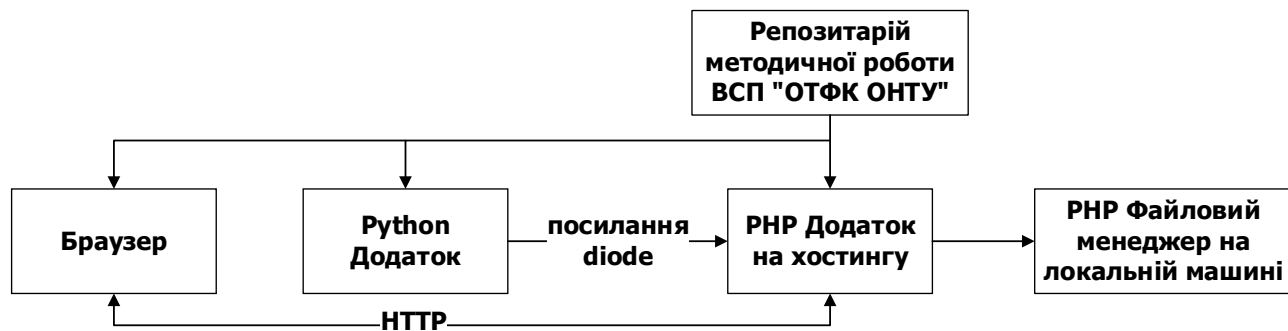 Репозитарій
методичної роботи
ВСП "ОТФК ОНТУ"
Браузер
Python
Додаток
посилання
diode
PHP Додаток
на хостингу
PHP Файловий
менеджер на
локальній машині
HTTP